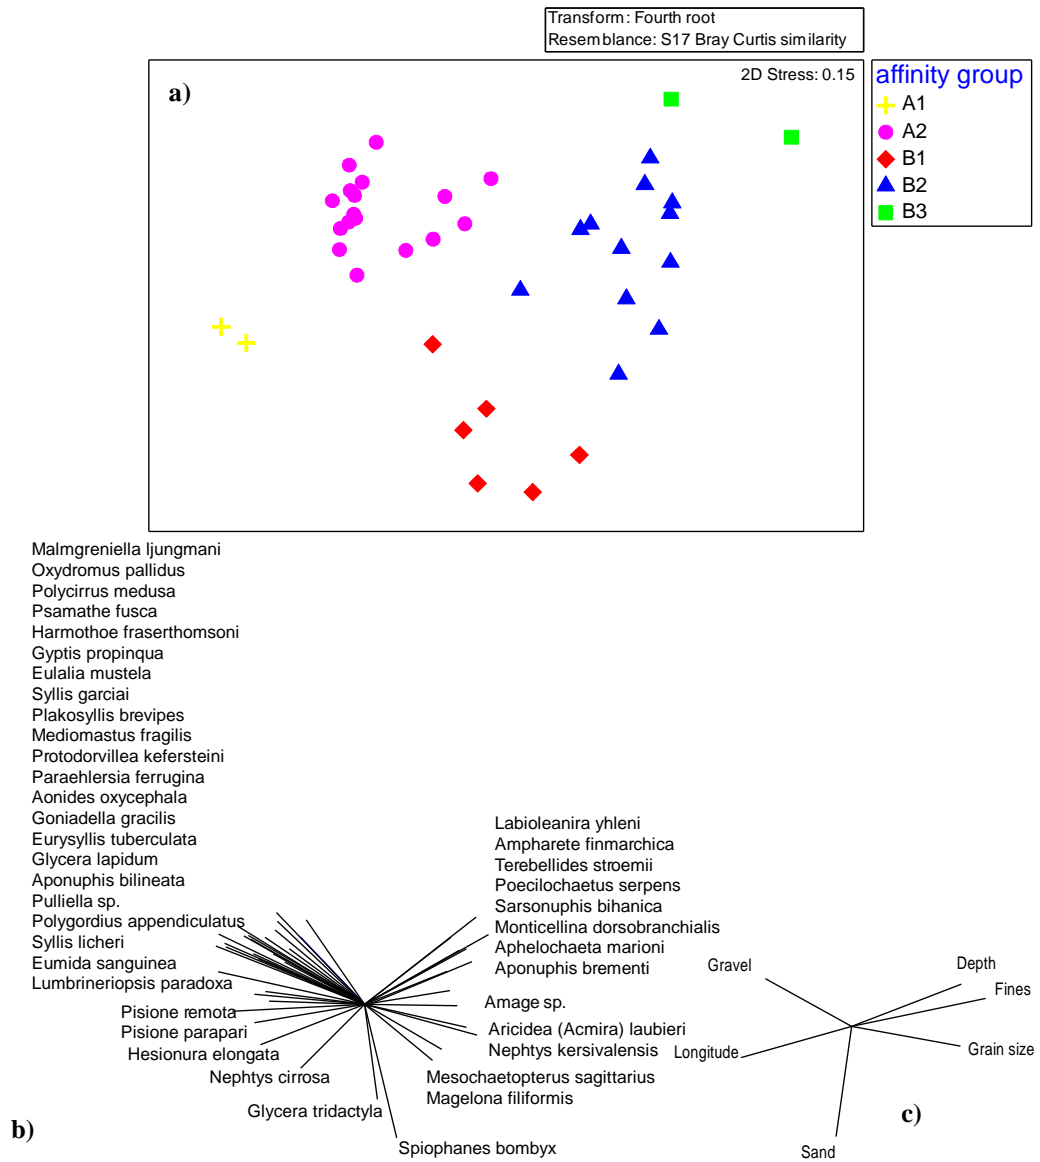 Transform: Fourth root
Resemblance: S17 Bray Curtis similarity
a)
2D Stress: 0.15
affinity group
A1
A2
B1
B2
B3
Malmgreniella ljungmani
Oxydromus pallidus
Polycirrus medusa
Psamathe fusca
Harmothoe fraserthomsoni
Gyptis propinqua
Eulalia mustela
Syllis garciai
Plakosyllis brevipes
Mediomastus fragilis
Protodorvillea kefersteini
Paraehlersia ferrugina
Aonides oxycephala
Goniadella gracilis
Eurysyllis tuberculata
Glycera lapidum
Aponuphis bilineata
Pulliella sp.
Polygordius appendiculatus
Syllis licheri
Eumida sanguinea
Lumbrineriopsis paradoxa
Pisione remota
Pisione parapari
Hesionura elongata
Nephtys cirrosa
Glycera tridactyla
Spiophanes bombyx
Labioleanira yhleni
Ampharete finmarchica
Terebellides stroemii
Poecilochaetus serpens
Sarsonuphis bihanica
Monticellina dorsobranchialis
Aphelochaeta marioni
Aponuphis brementi
Amage sp.
Aricidea (Acmira) laubieri
Nephtys kersivalensis
Mesochaetopterus sagittarius
Magelona filiformis
b)
Gravel
Depth
Fines
Longitude
Grain size
Sand
c)